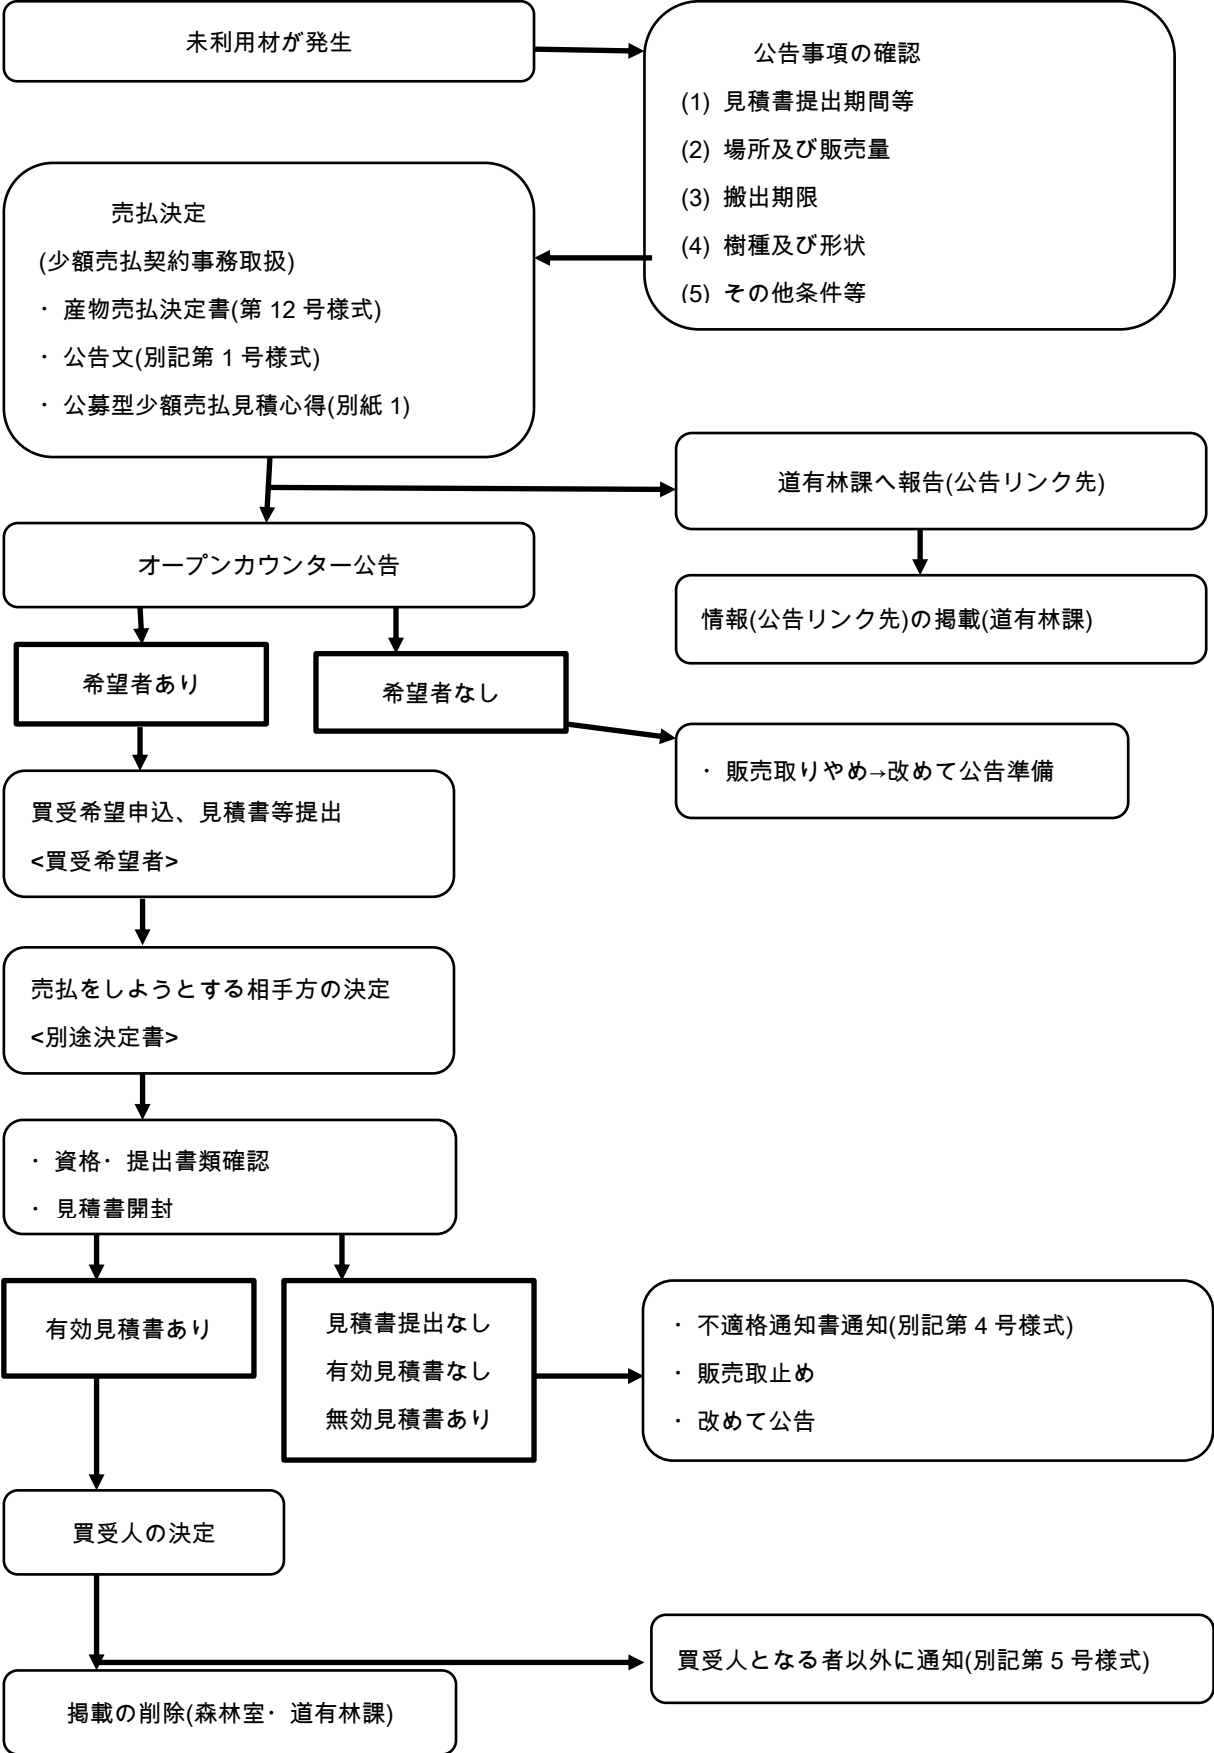 未利用材が発生
公告事項の確認
(1) 見積書提出期間等
(2) 場所及び販売量
(3) 搬出期限
(4) 樹種及び形状
(5) その他条件等
売払決定
(少額売払契約事務取扱)
・ 産物売払決定書(第 12 号様式)
・ 公告文(別記第 1 号様式)
・ 公募型少額売払見積心得(別紙 1)
道有林課へ報告(公告リンク先)
オープンカウンター公告
情報(公告リンク先)の掲載(道有林課)
希望者あり
希望者なし
・ 販売取りやめ→改めて公告準備
買受希望申込、見積書等提出
<買受希望者>
売払をしようとする相手方の決定
<別途決定書>
・ 資格・ 提出書類確認
・ 見積書開封
有効見積書あり
見積書提出なし
有効見積書なし
無効見積書あり
・ 不適格通知書通知(別記第 4 号様式)
・ 販売取止め
・ 改めて公告
買受人の決定
買受人となる者以外に通知(別記第 5 号様式)
掲載の削除(森林室・ 道有林課)